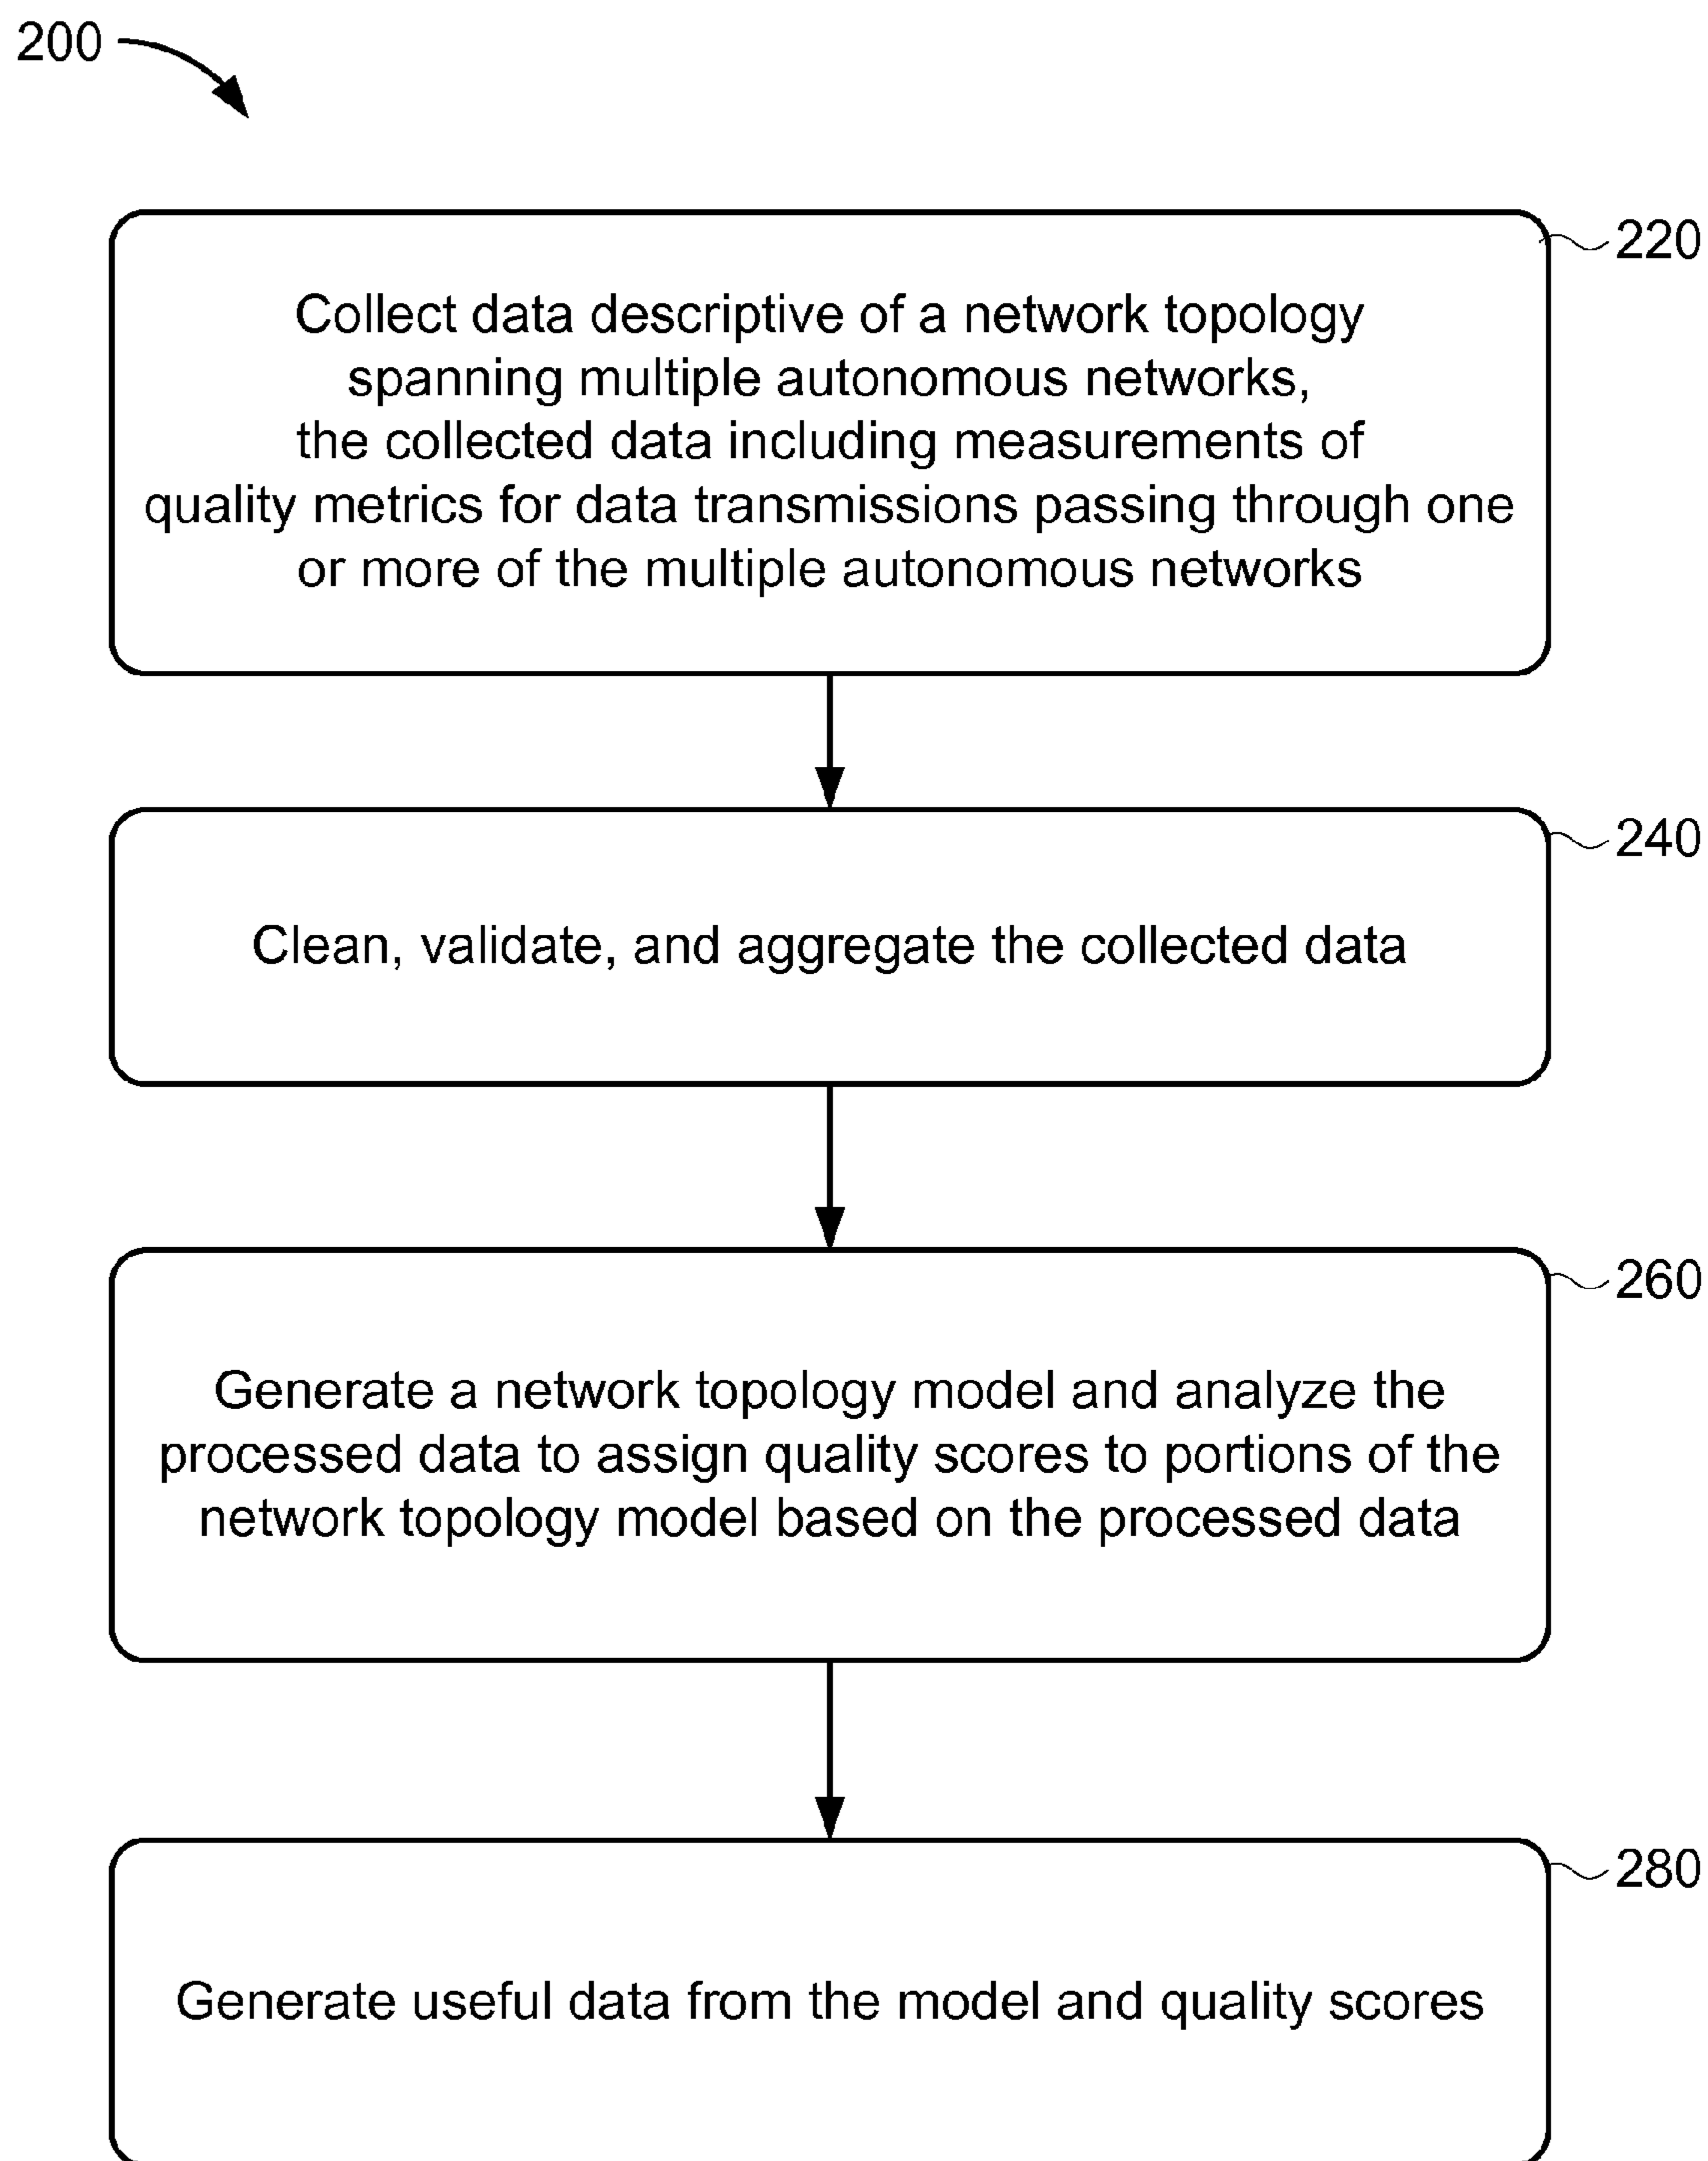 200
220
Collect data descriptive of a network topology
spanning multiple autonomous networks,
the collected data including measurements of
quality metrics for data transmissions passing through one
or more of the multiple autonomous networks
240
Clean, validate, and aggregate the collected data
260
Generate a network topology model and analyze the
processed data to assign quality scores to portions of the
network topology model based on the processed data
280
Generate useful data from the model and quality scores